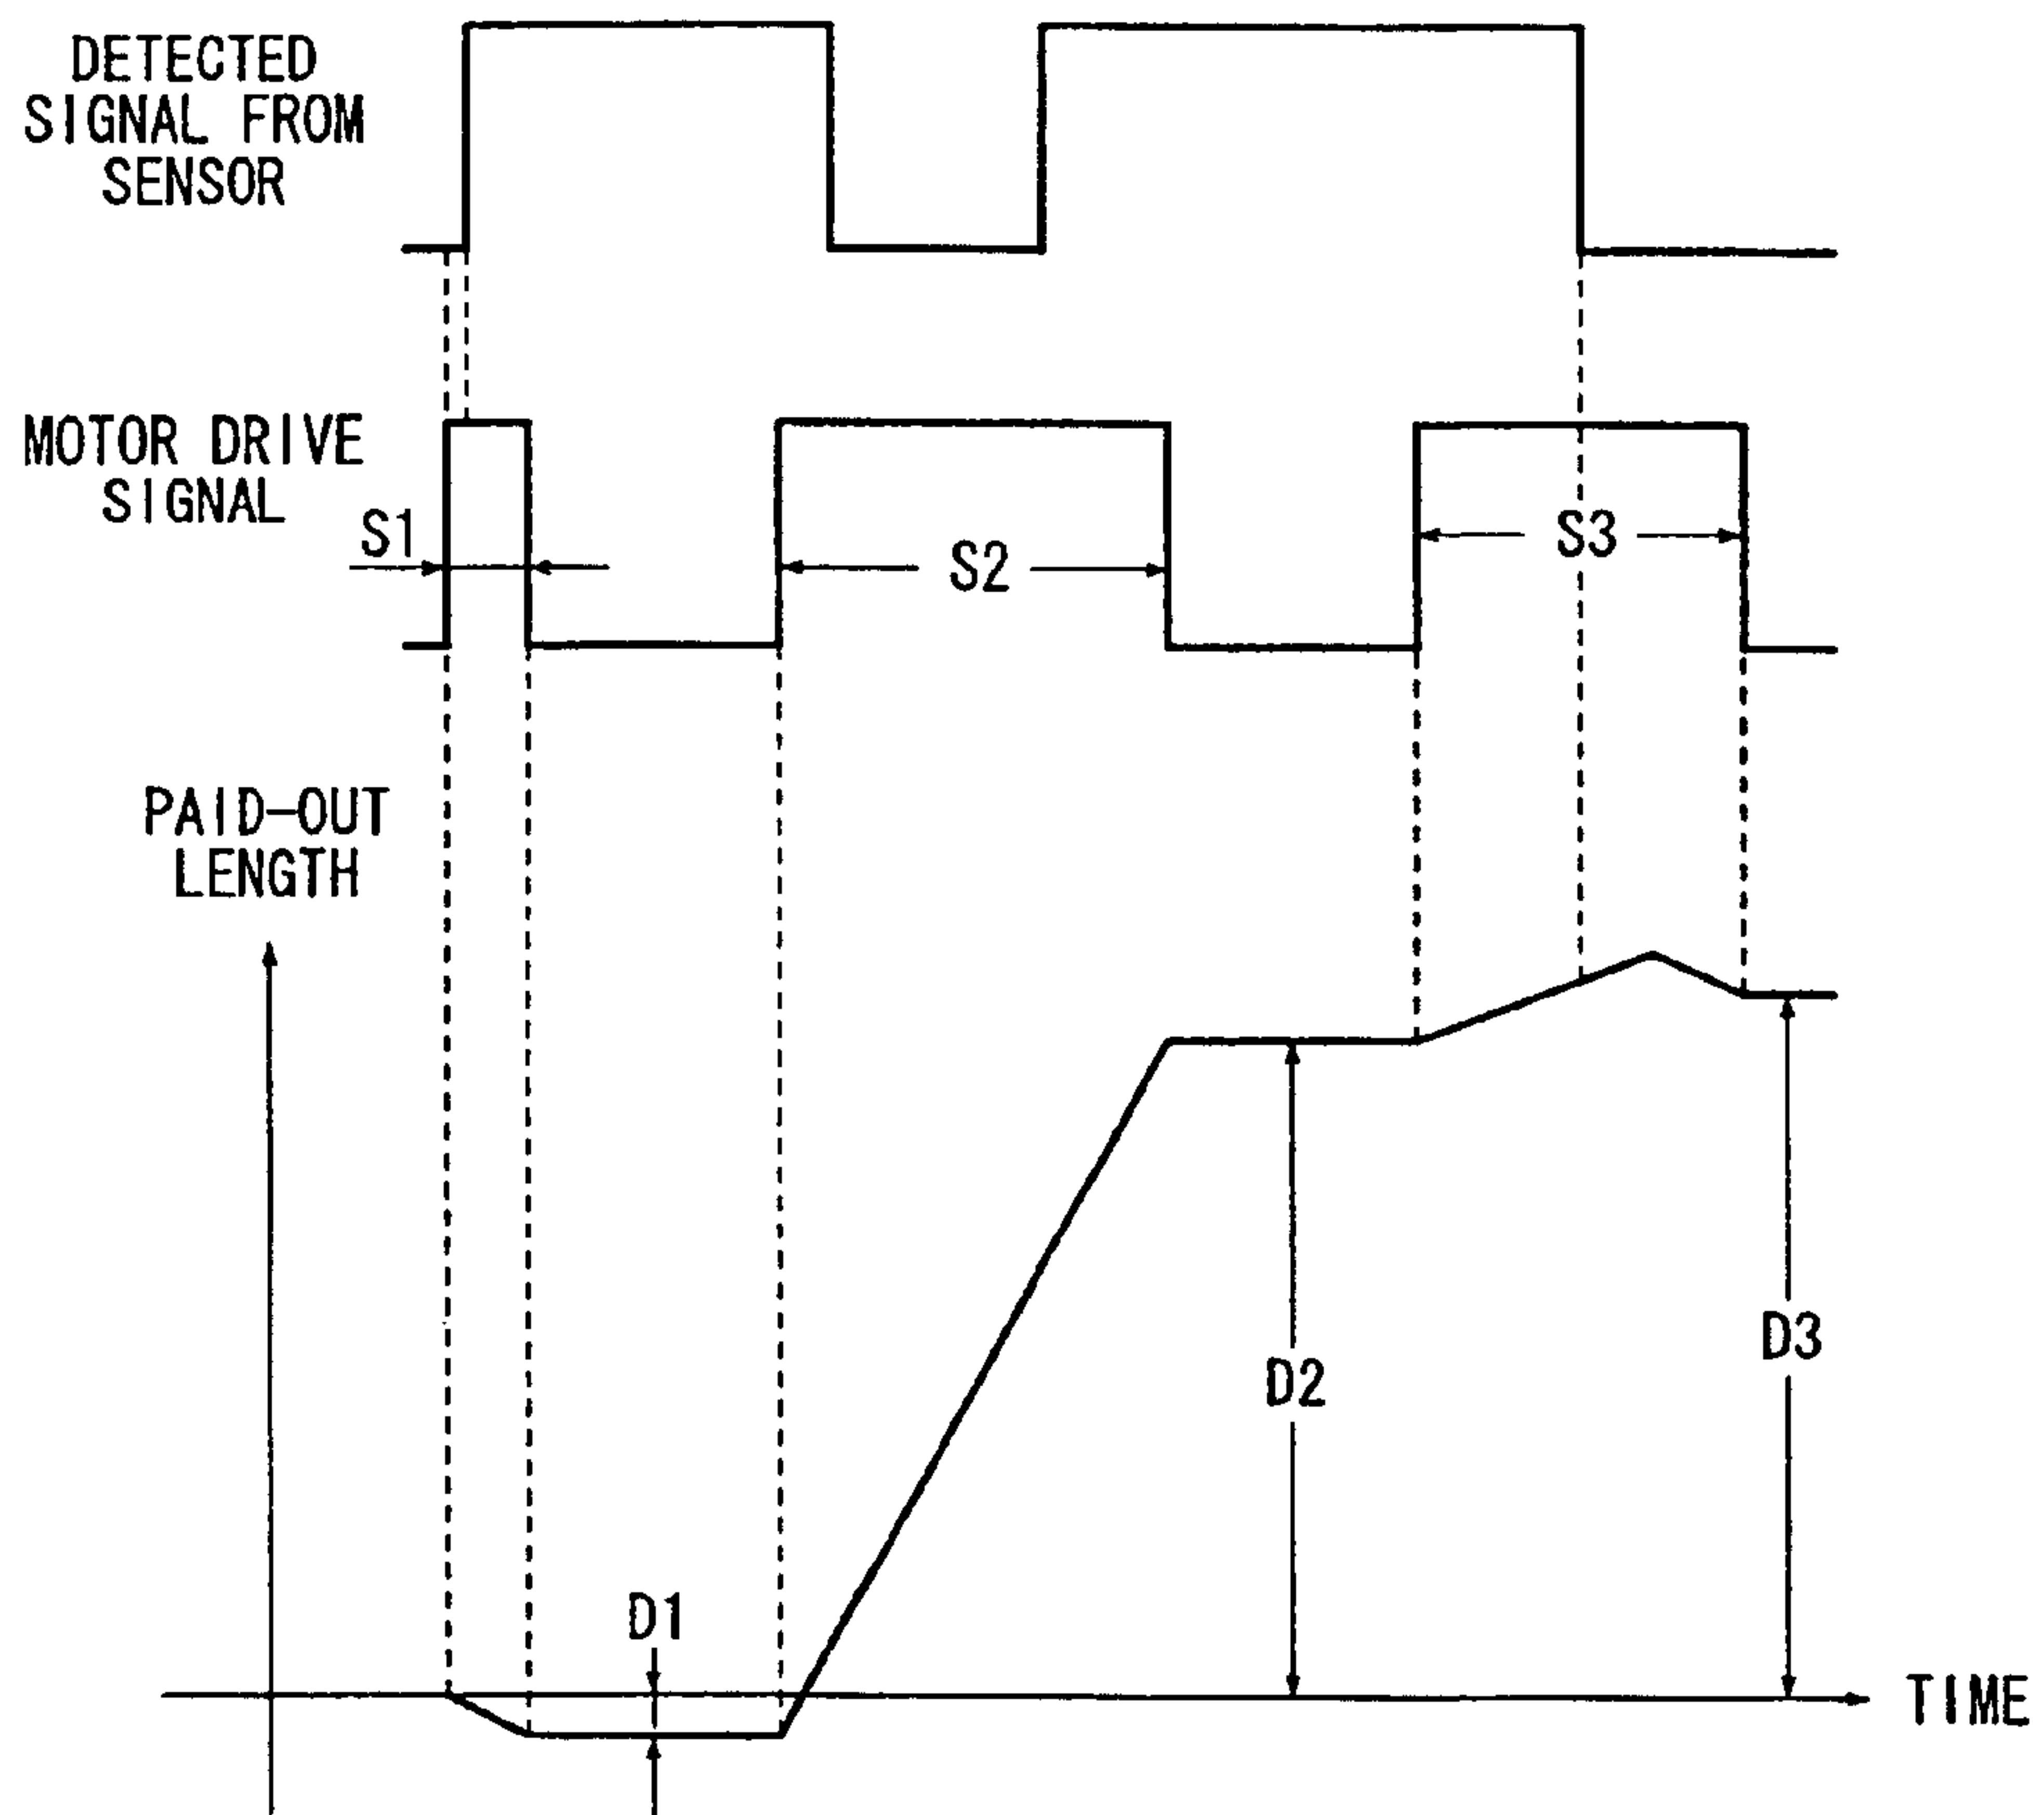 DETECTED
SIGNAL FROM
SENSOR
MOTOR DRIVE
SIGNAL
S1
S2
S3
PAID-OUT
LENGTH
D1
D2
D3
TIME